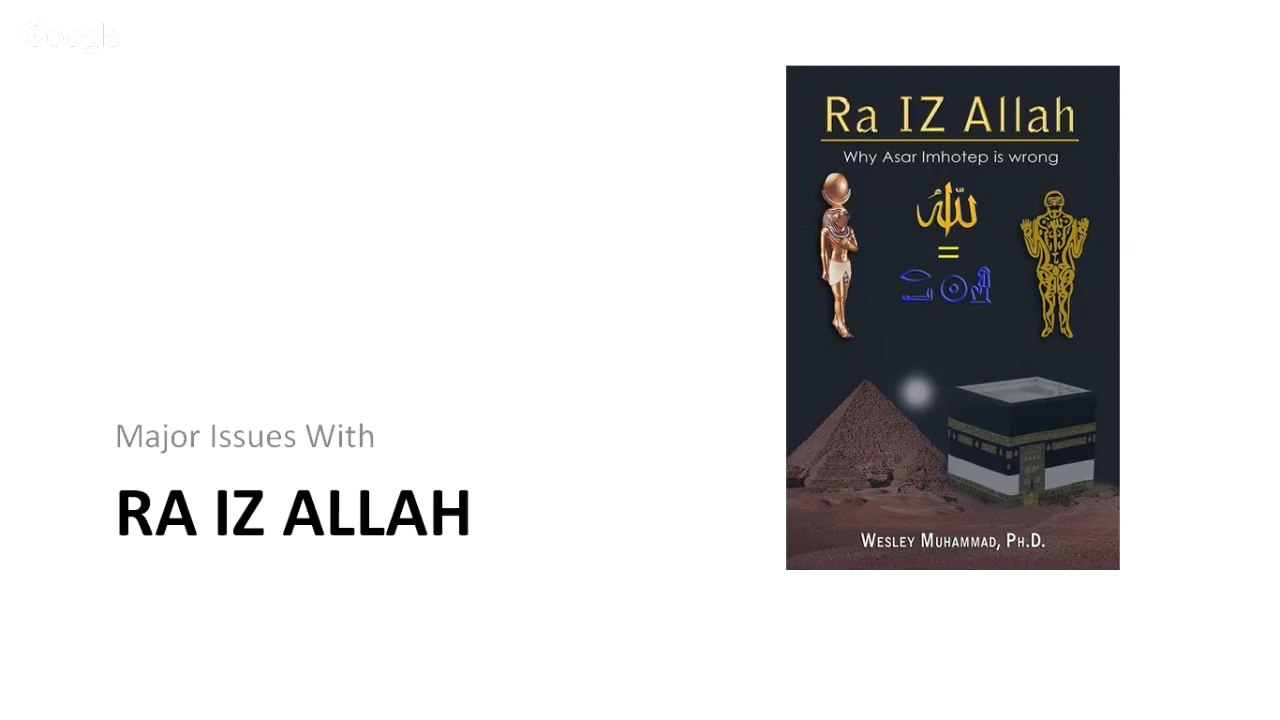 Google
Major Issues With
RA IZ ALLAH
Ra IZ Allah
Why Asar Imhotep is wrong
الله
=
WESLEY MUHAMMAD, PH.D.